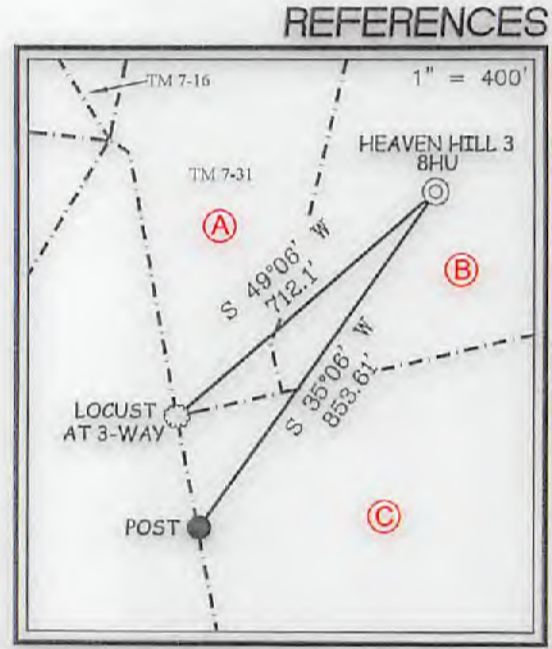 REFERENCES
1" = 400'
TM 7-16
HEAVEN HILL 3
8HU
TM 7-31
A
B
S 49°06' W
712.1'
S 35°06' W
853.61'
LOCUST
AT 3-WAY
POST
C